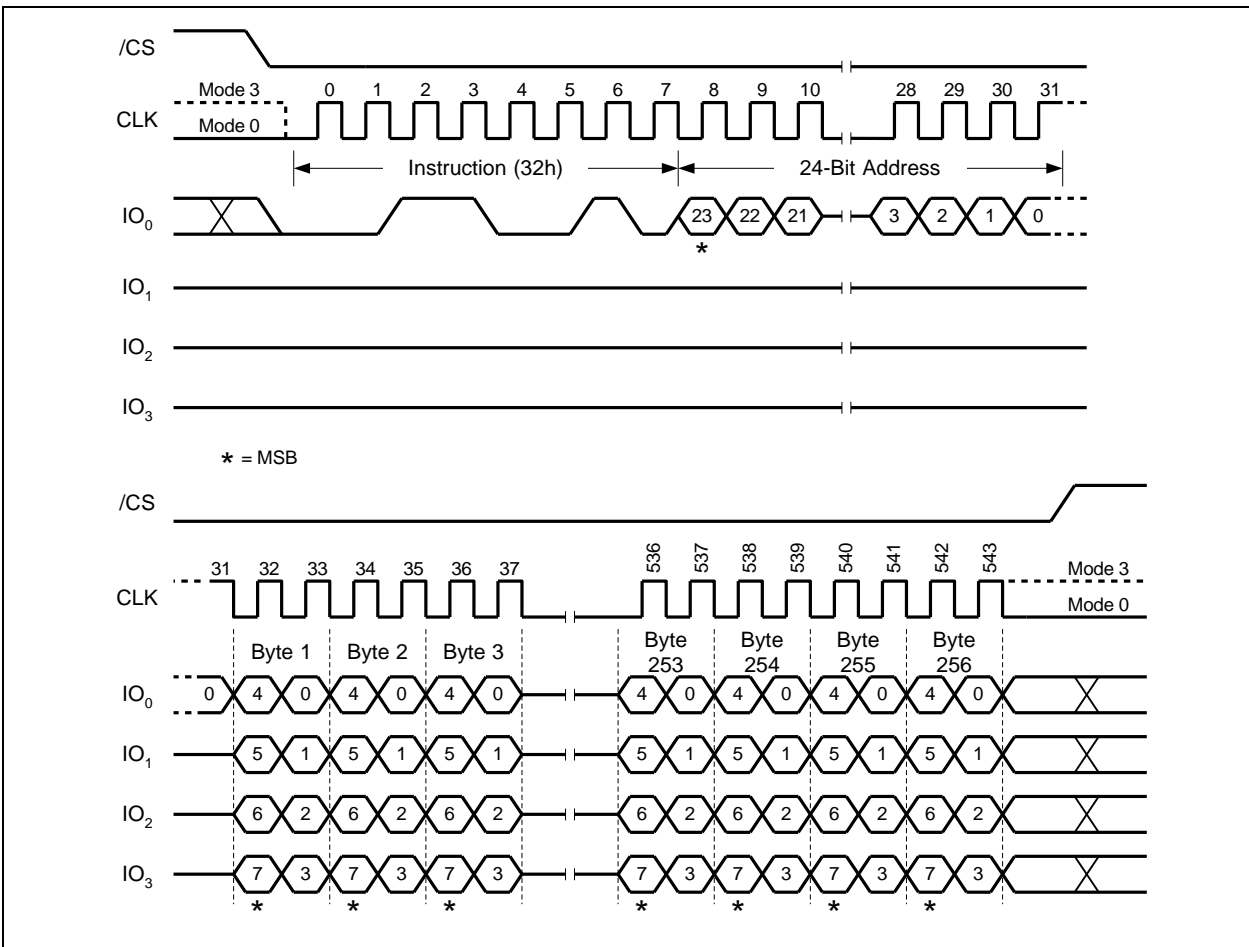 /CS
Mode 3 0 1 2 3 4 5 6 7 8 9 10 28 29 30 31
CLK
Mode 0
Instruction (32h) 24-Bit Address
IO0 23 22 21 3 2 1 0
*
IO1
IO2
IO3
* = MSB
/CS
31 32 33 34 35 36 37 536 537 538 539 540 541 542 543 Mode 3
CLK
Mode 0
Byte 1 Byte 2 Byte 3 Byte 253 Byte 254 Byte 255 Byte 256
IO0 0 4 0 4 0 4 0 4 0 4 0 4 0 4 0
IO1 5 1 5 1 5 1 5 1 5 1 5 1 5 1
IO2 6 2 6 2 6 2 6 2 6 2 6 2 6 2
IO3 7 3 7 3 7 3 7 3 7 3 7 3 7 3
* * * * * * *